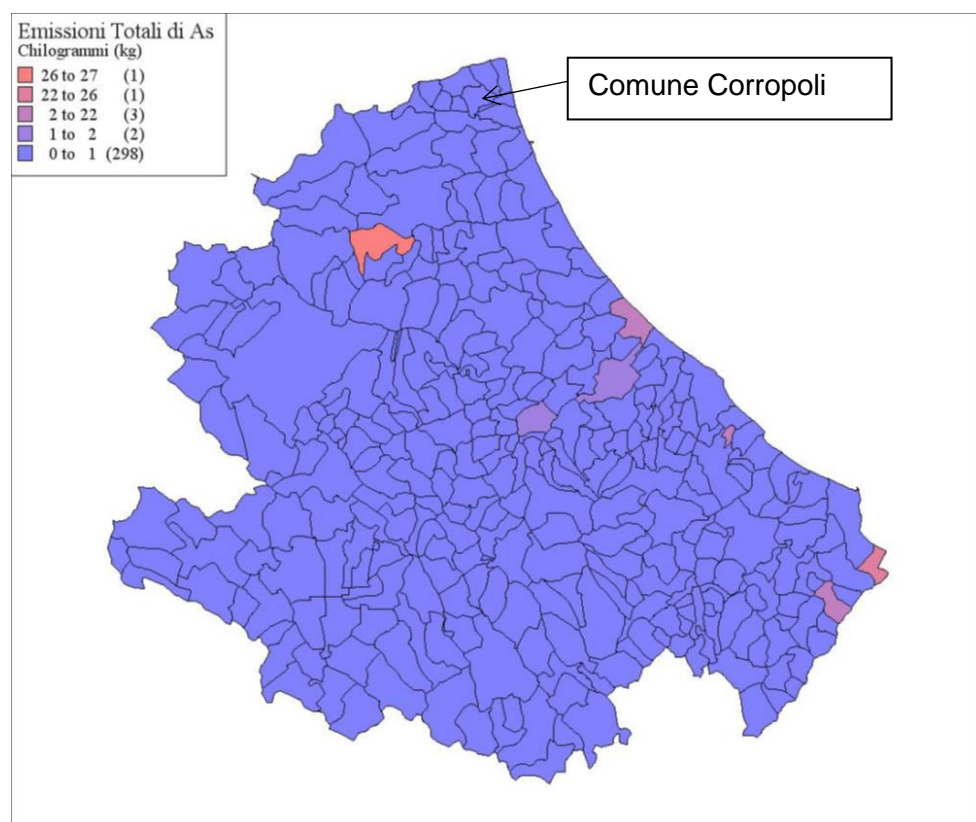 Emissioni Totali di As
Chilogrammi (kg)
26 to 27 (1)
22 to 26 (1)
2 to 22 (3)
1 to 2 (2)
0 to 1 (298)
Comune Corropoli